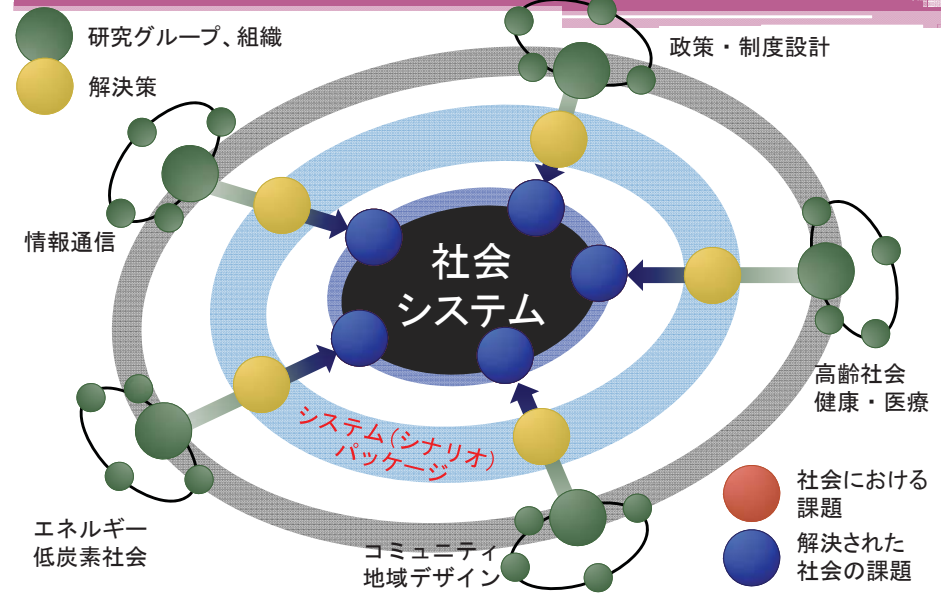 研究グループ、組織
解決策
政策・制度設計
情報通信
社会
システム
高齢社会
健康・医療
システム(シナリオ)
パッケージ
社会における
課題
解決された
社会の課題
エネルギー
低炭素社会
コミュニティ
地域デザイン